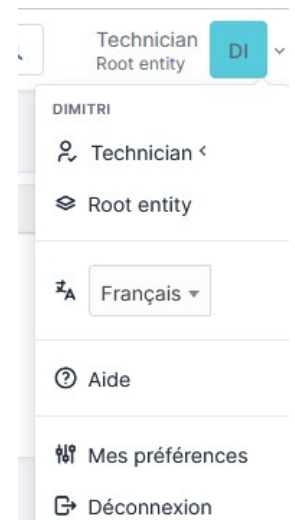 Technician
Root entity
DI
DIMITRI
Technician
Root entity
Français
Aide
Mes préférences
Déconnexion